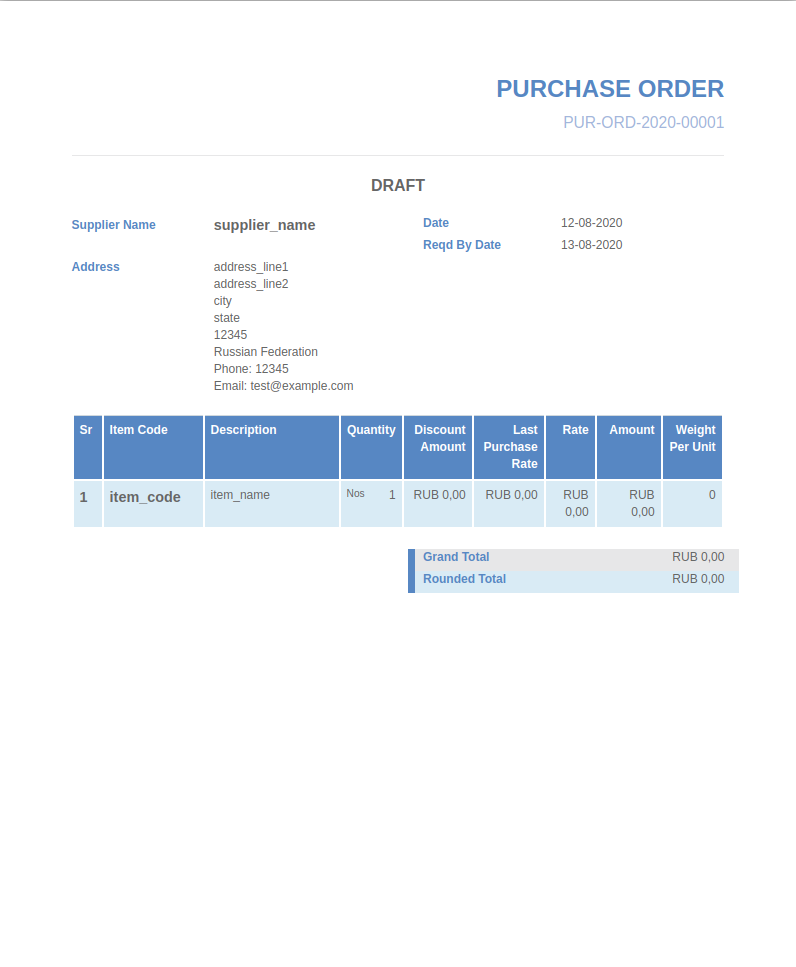 PURCHASE ORDER
PUR-ORD-2020-00001
DRAFT
Supplier Name supplier_name
Date 12-08-2020
Reqd By Date 13-08-2020
Address address_line1
address_line2
city
state
12345
Russian Federation
Phone: 12345
Email: test@example.com
Sr Item Code Description Quantity Discount Last Rate Amount Weight
Amount Purchase Per Unit
Rate
1 item_code item_name Nos 1 RUB 0,00 RUB 0,00 RUB RUB 0
0,00 0,00
Grand Total RUB 0,00
Rounded Total RUB 0,00